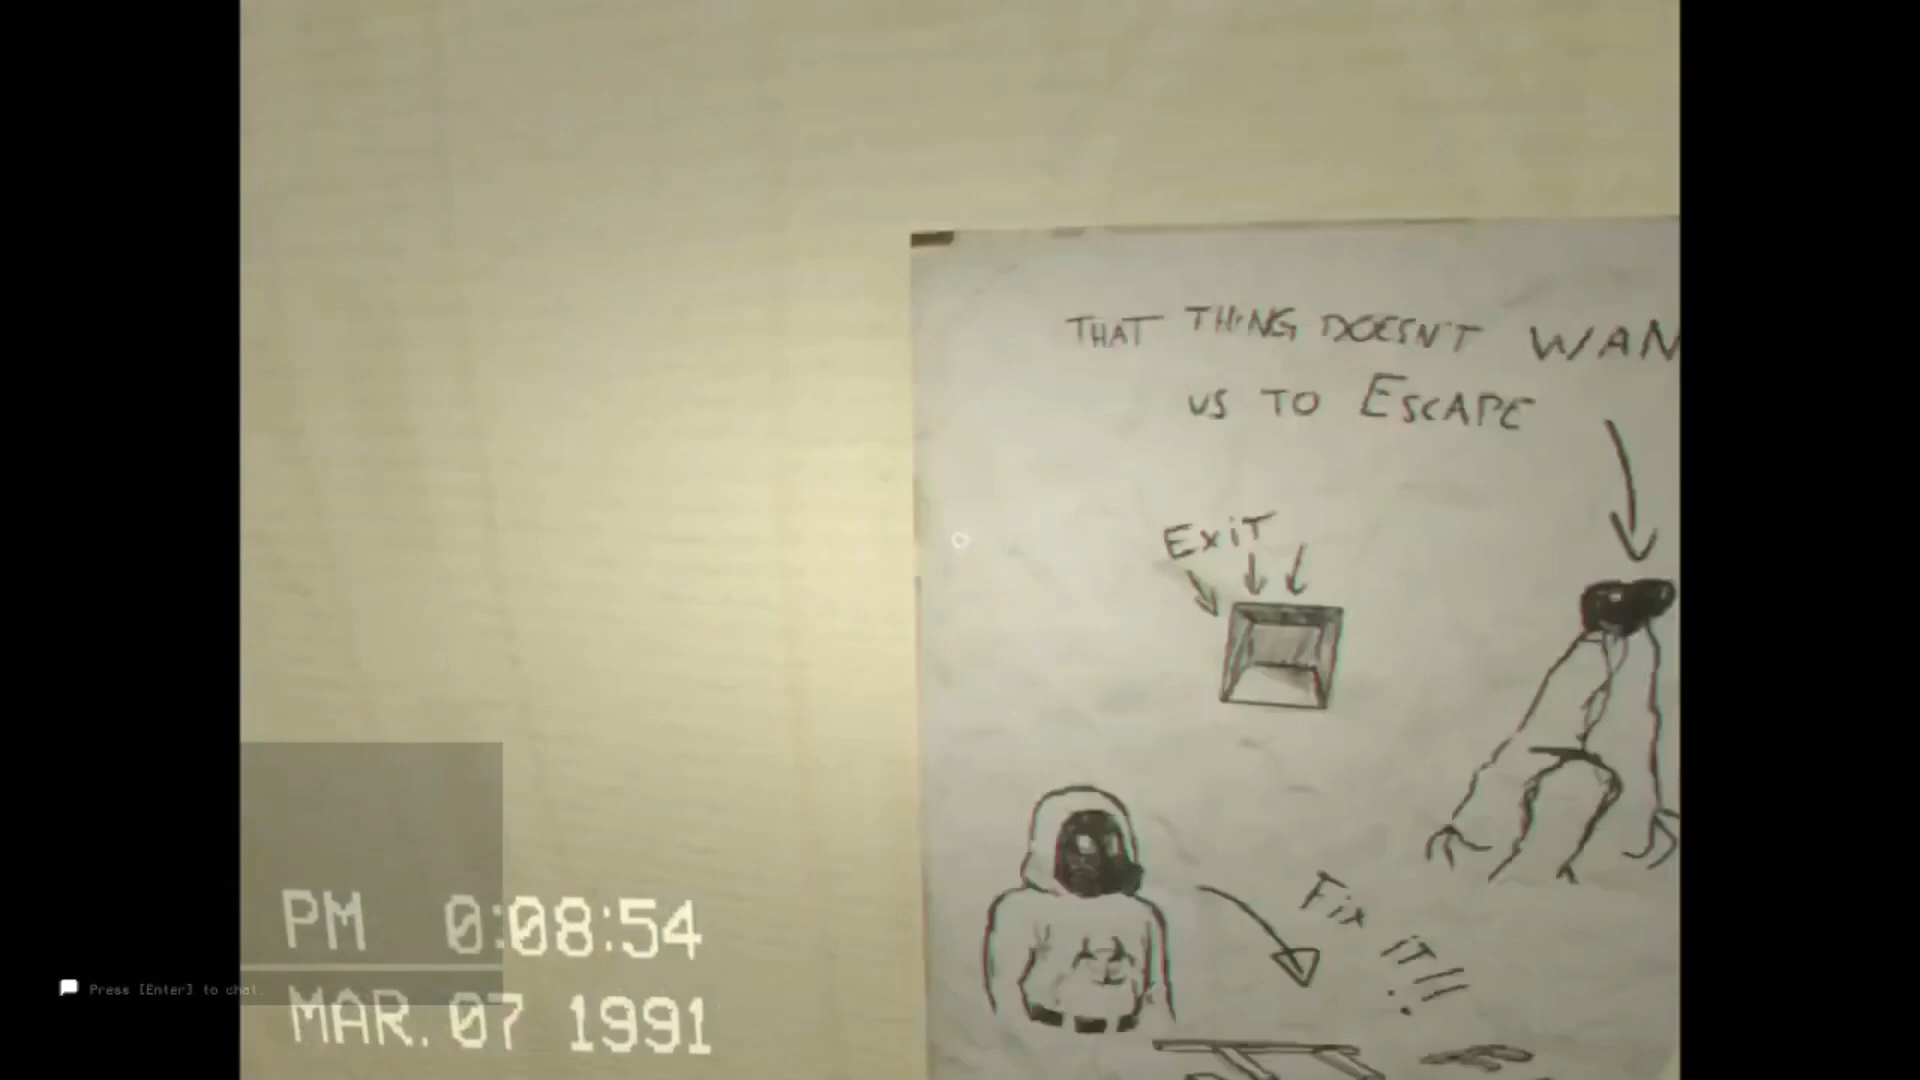 THAT THING DOESN'T WAN
US TO ESCAPE
EXIT
FIX IT!!
PM 0:08:54
Press [Enter] to chat.
MAR. 07 1991